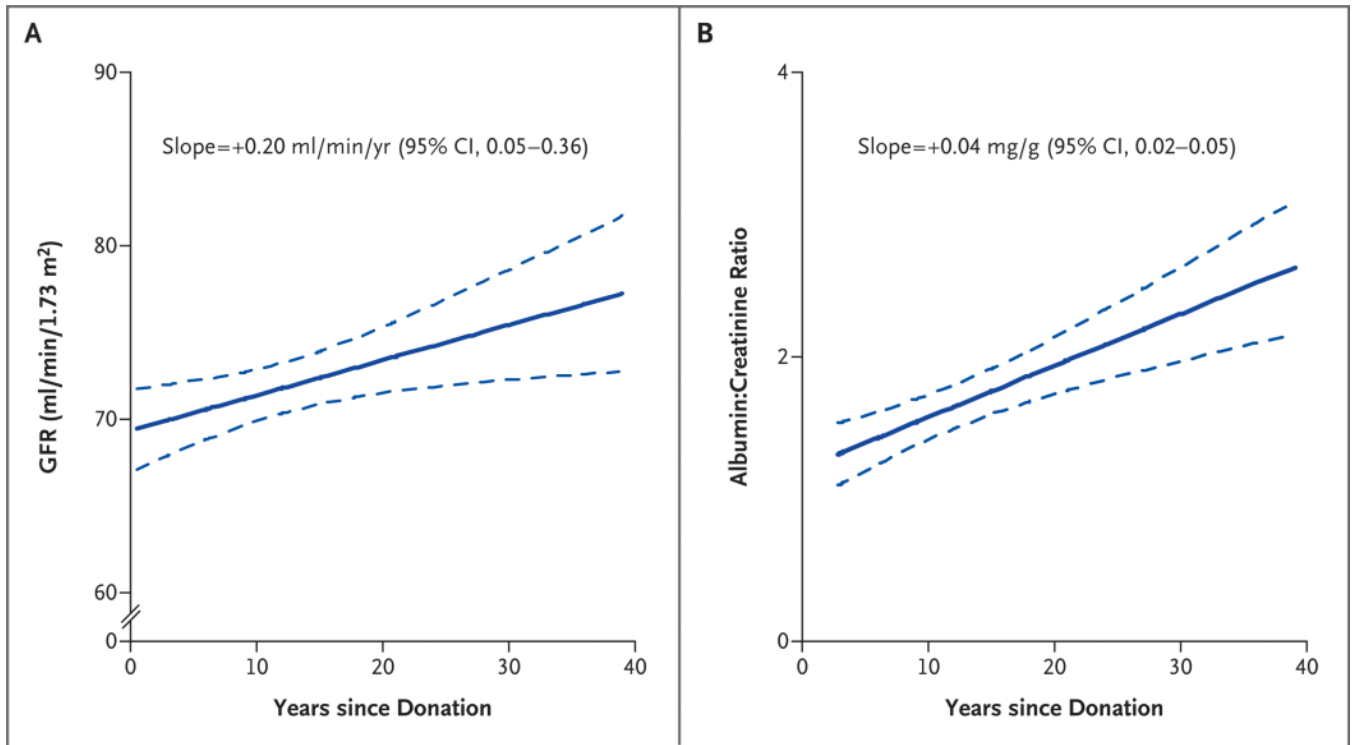 A
90
80
70
60
0
Slope=+0.20 ml/min/yr (95% CI, 0.05–0.36)
GFR (ml/min/1.73 m²)
0 10 20 30 40
Years since Donation
B
4
2
0
Slope=+0.04 mg/g (95% CI, 0.02–0.05)
Albumin:Creatinine Ratio
0 10 20 30 40
Years since Donation